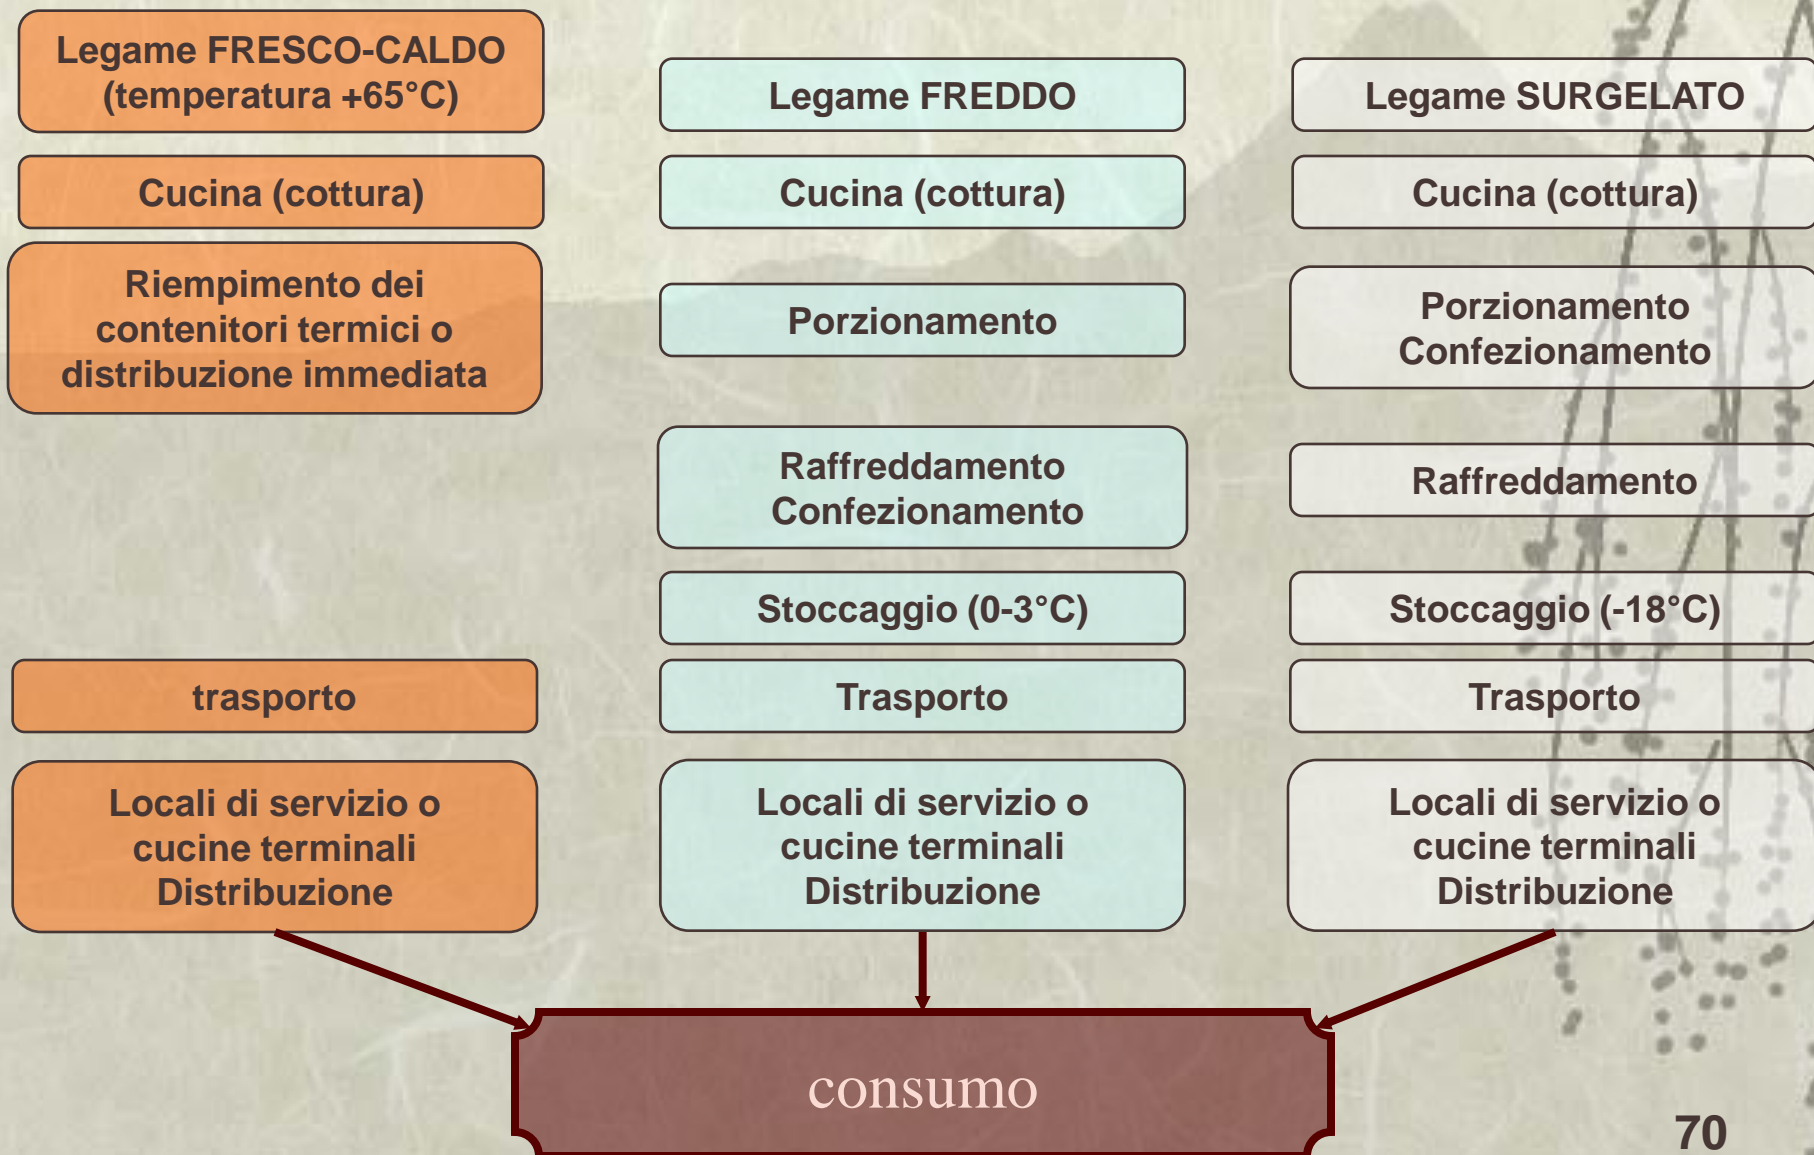 Legame FRESCO-CALDO
(temperatura +65°C)
Cucina (cottura)
Riempimento dei
contenitori termici o
distribuzione immediata
trasporto
Locali di servizio o
cucine terminali
Distribuzione
Legame FREDDO
Cucina (cottura)
Porzionamento
Raffreddamento
Confezionamento
Stoccaggio (0-3°C)
Trasporto
Locali di servizio o
cucine terminali
Distribuzione
Legame SURGELATO
Cucina (cottura)
Porzionamento
Confezionamento
Raffreddamento
Stoccaggio (-18°C)
Trasporto
Locali di servizio o
cucine terminali
Distribuzione
consumo
70